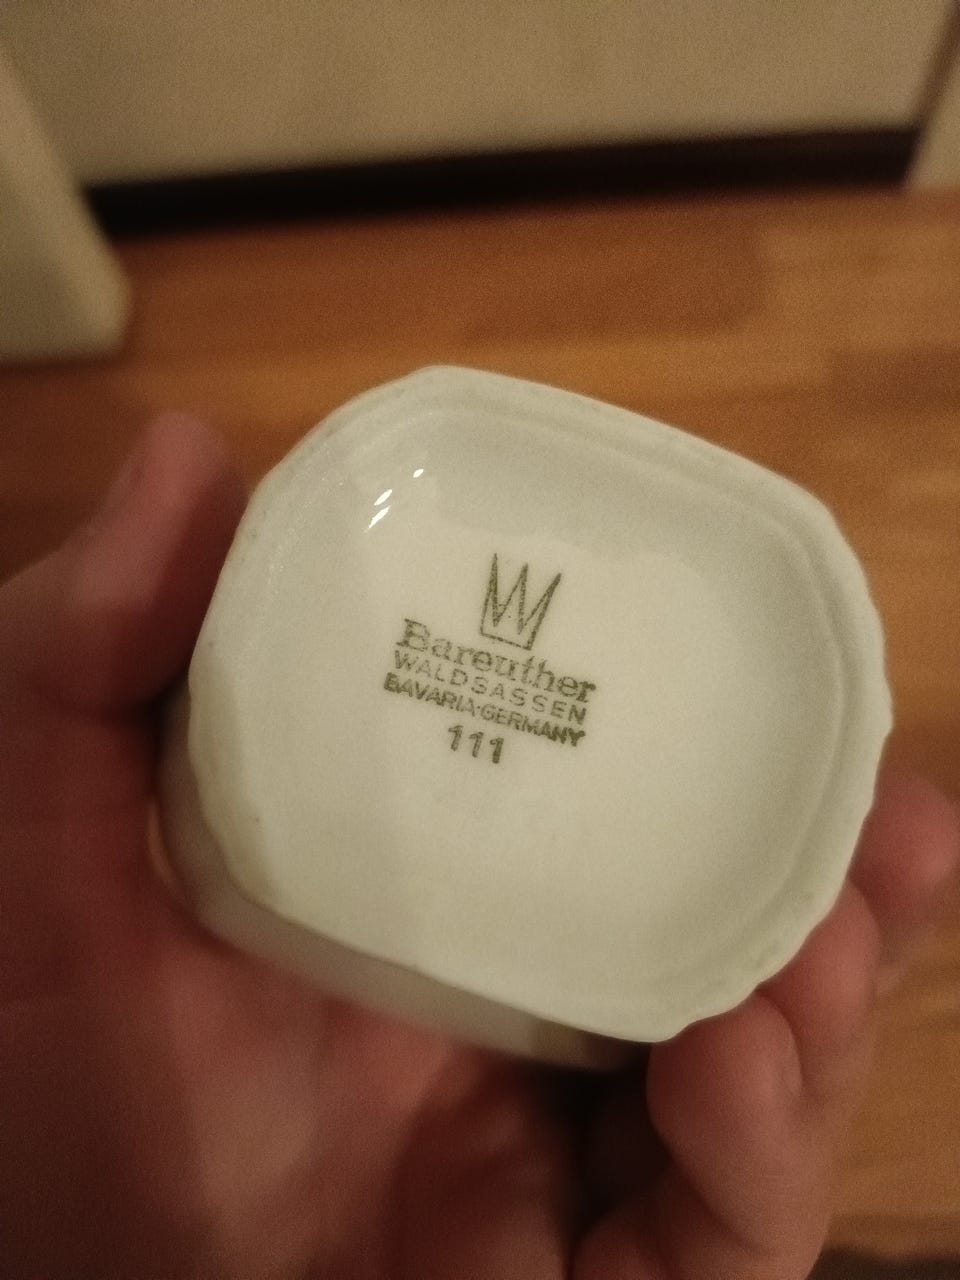 Bareuther
WALDSASSEN
BAVARIA-GERMANY
111